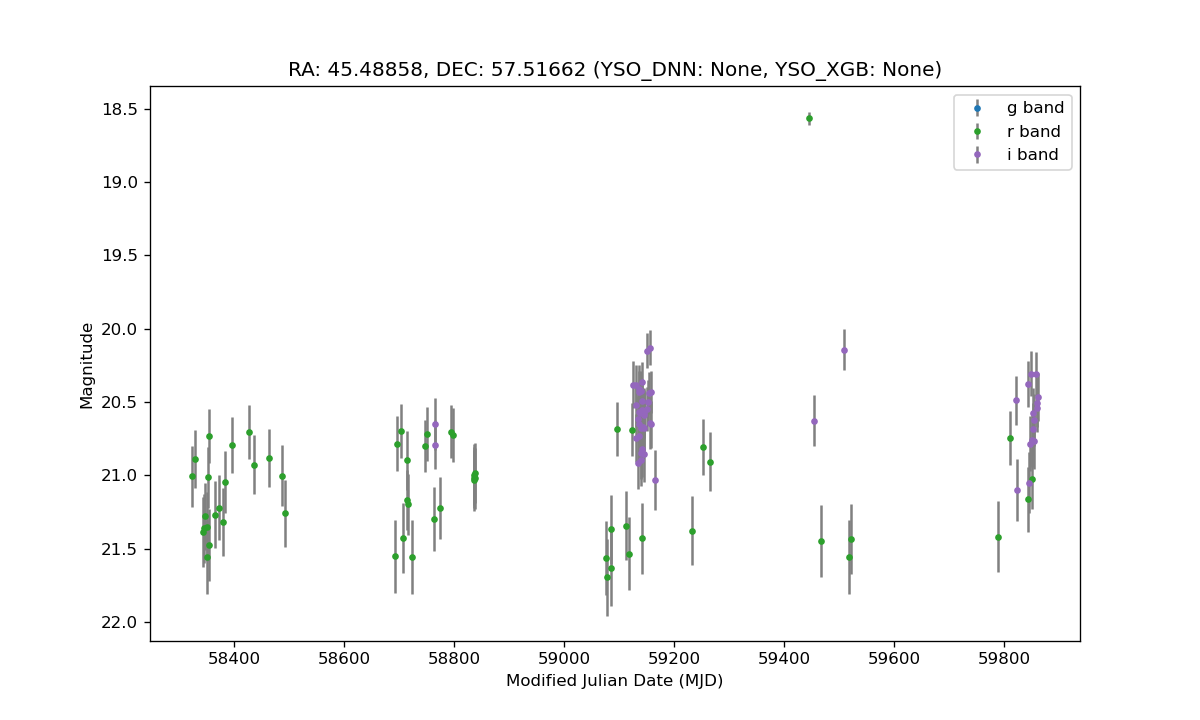 RA: 45.48858, DEC: 57.51662 (YSO_DNN: None, YSO_XGB: None)
g band
r band
i band
18.5
19.0
19.5
20.0
20.5
21.0
21.5
22.0
Magnitude
58400 58600 58800 59000 59200 59400 59600 59800
Modified Julian Date (MJD)